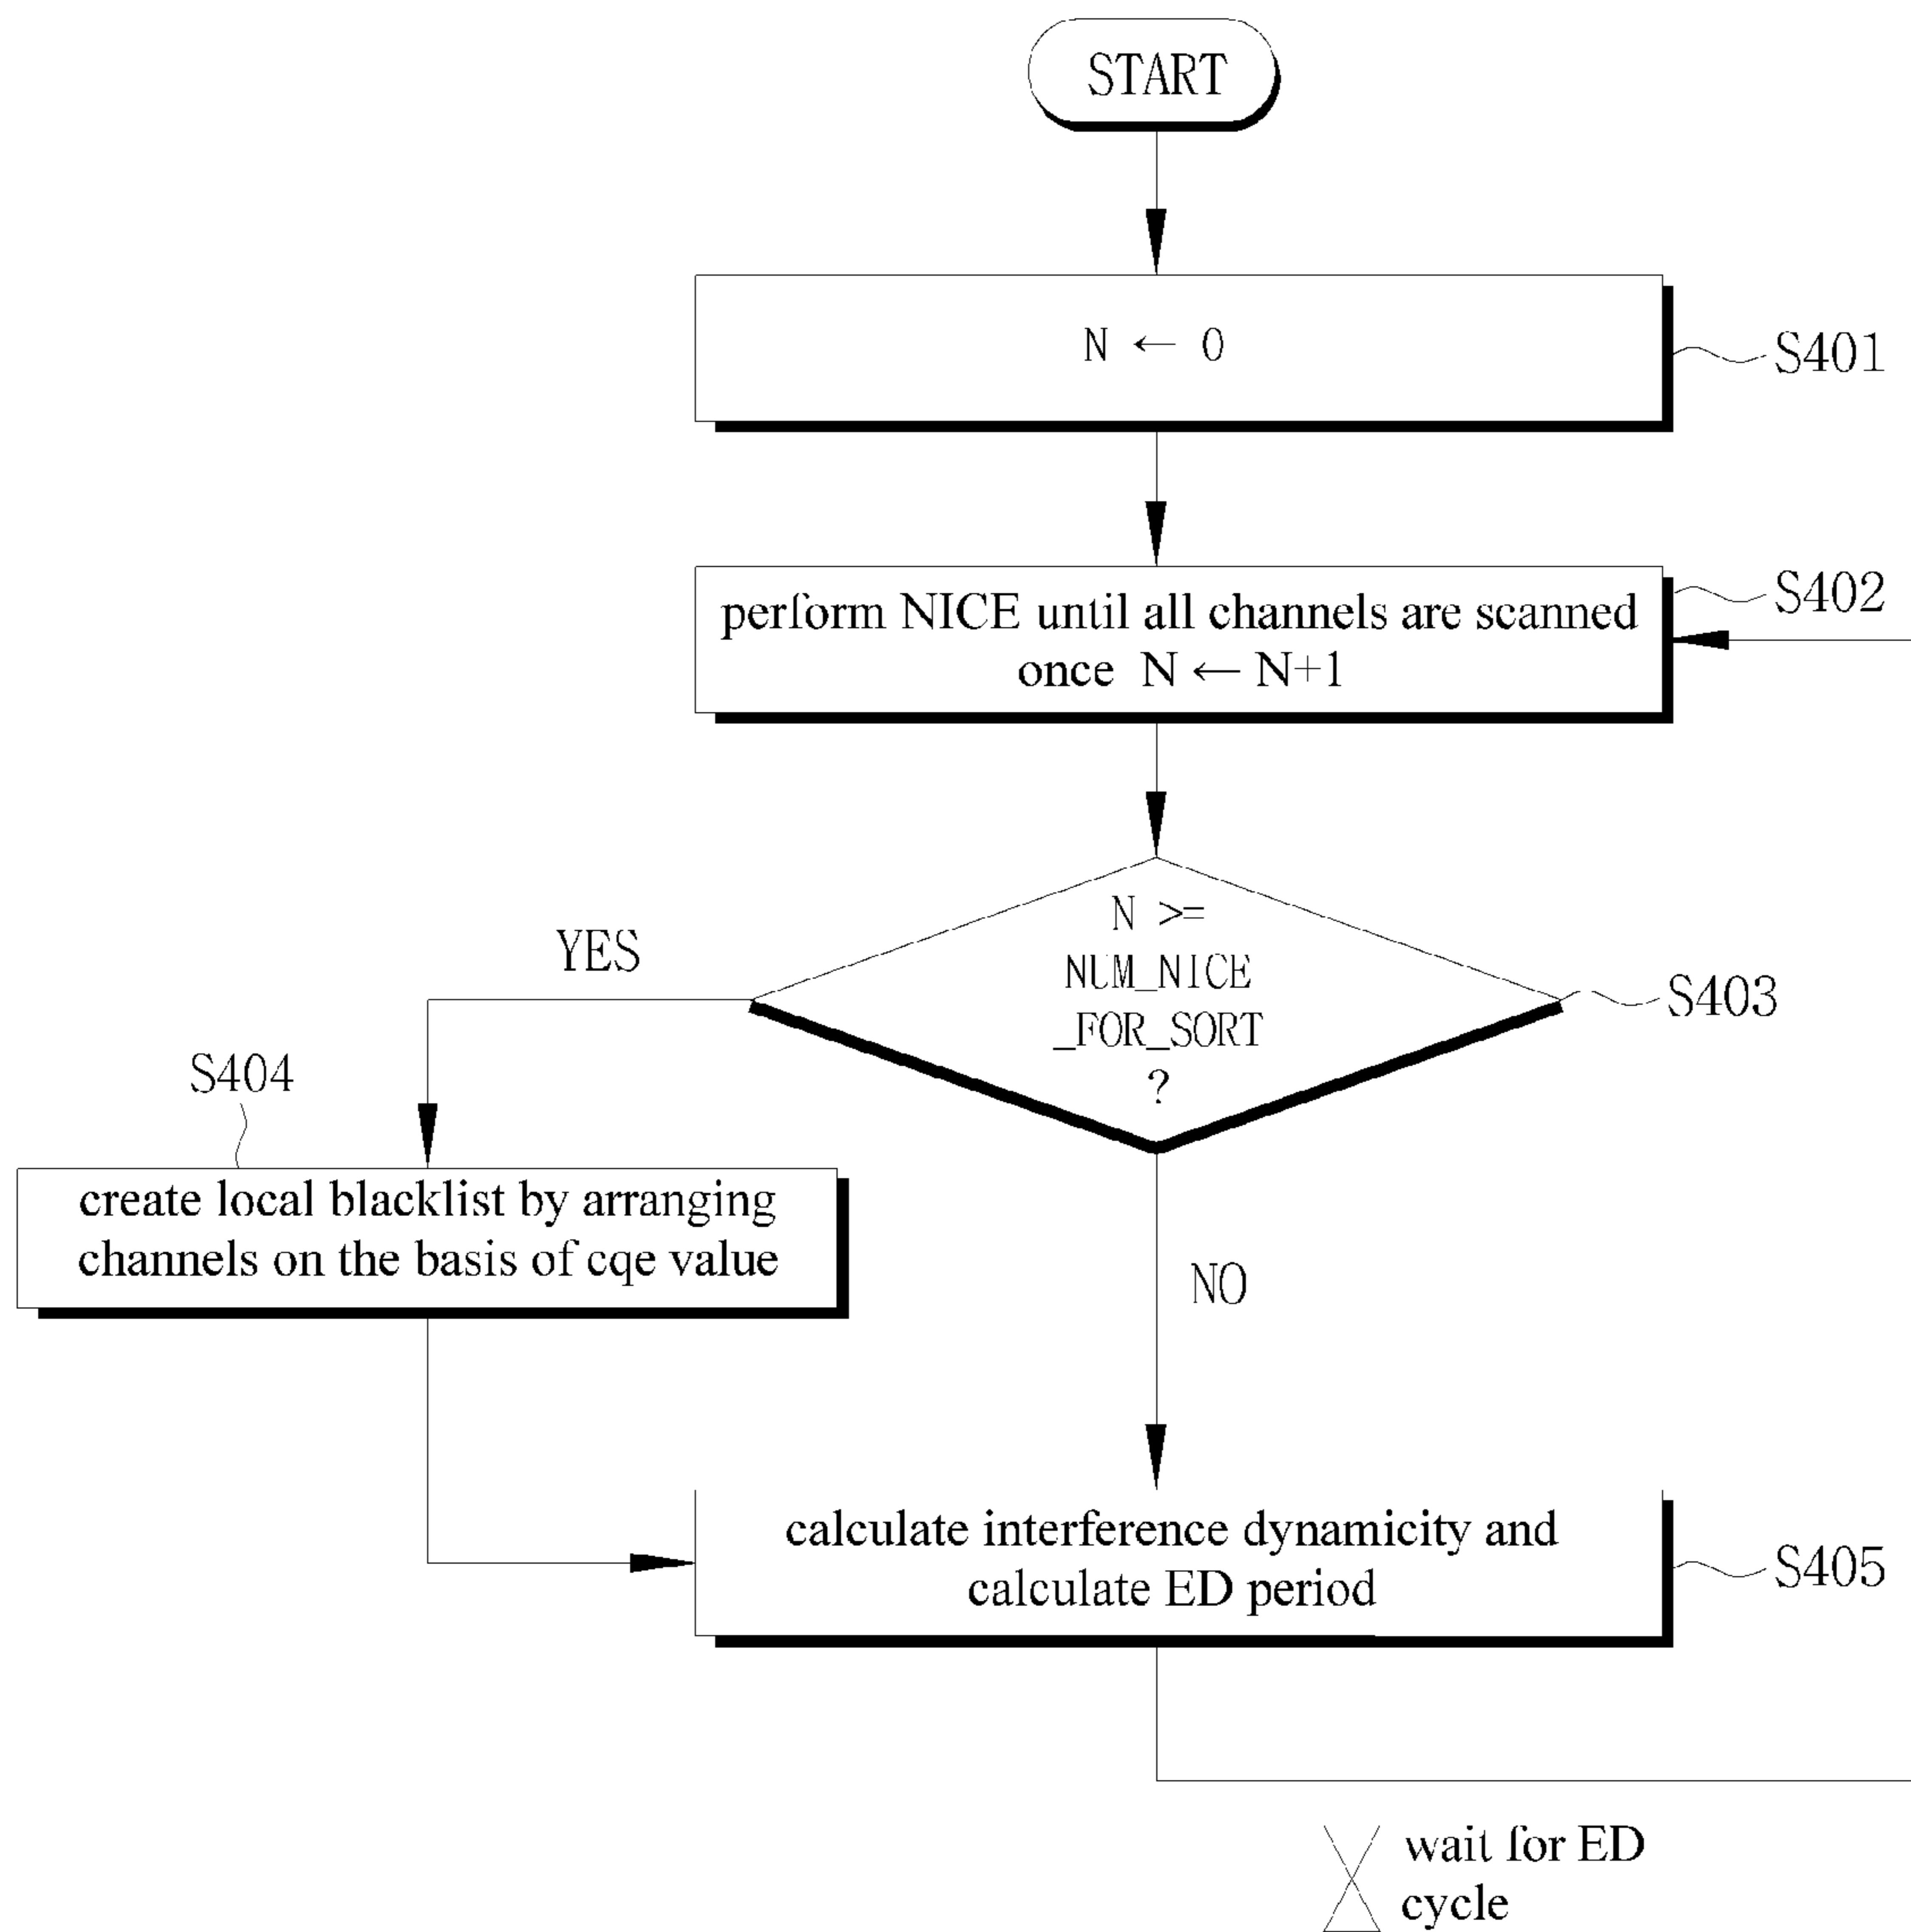 START
N ← 0
S401
perform NICE until all channels are scanned
once N ← N+1
S402
N >=
NUM_NICE
_FOR_SORT
?
S403
YES
S404
create local blacklist by arranging
channels on the basis of cqe value
NO
calculate interference dynamicity and
calculate ED period
S405
wait for ED
cycle